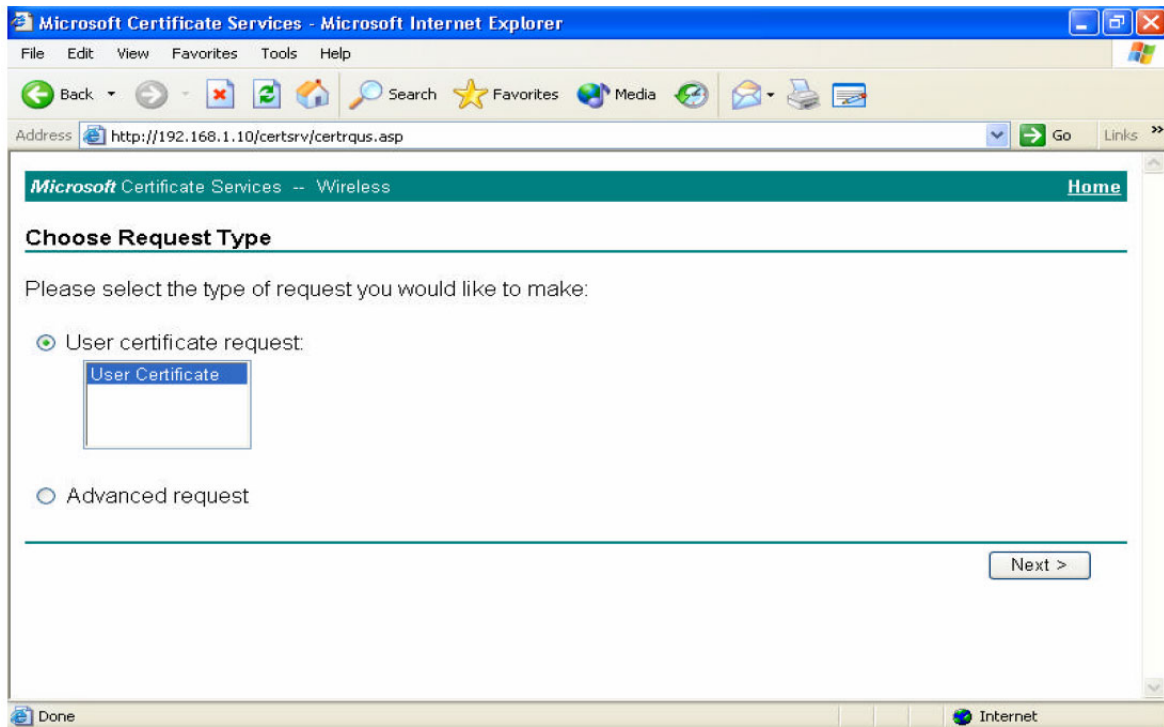 Microsoft Certificate Services - Microsoft Internet Explorer
File Edit View Favorites Tools Help
Back Search Favorites Media
Address http://192.168.1.10/certsrv/certrqus.asp Go Links »
Microsoft Certificate Services -- Wireless Home
Choose Request Type
Please select the type of request you would like to make:
User certificate request:
User Certificate
Advanced request
Next >
Done Internet